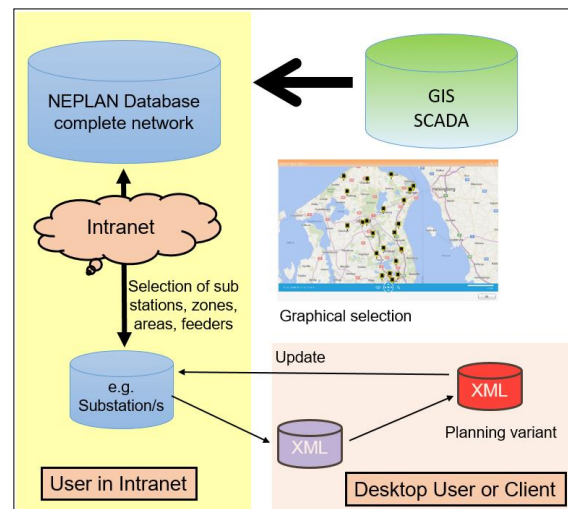 NEPLAN Database
complete network
GIS
SCADA
Intranet
Selection of sub
stations, zones,
areas, feeders
Graphical selection
e.g.
Substation/s
Update
XML
XML
Planning variant
User in Intranet
Desktop User or Client